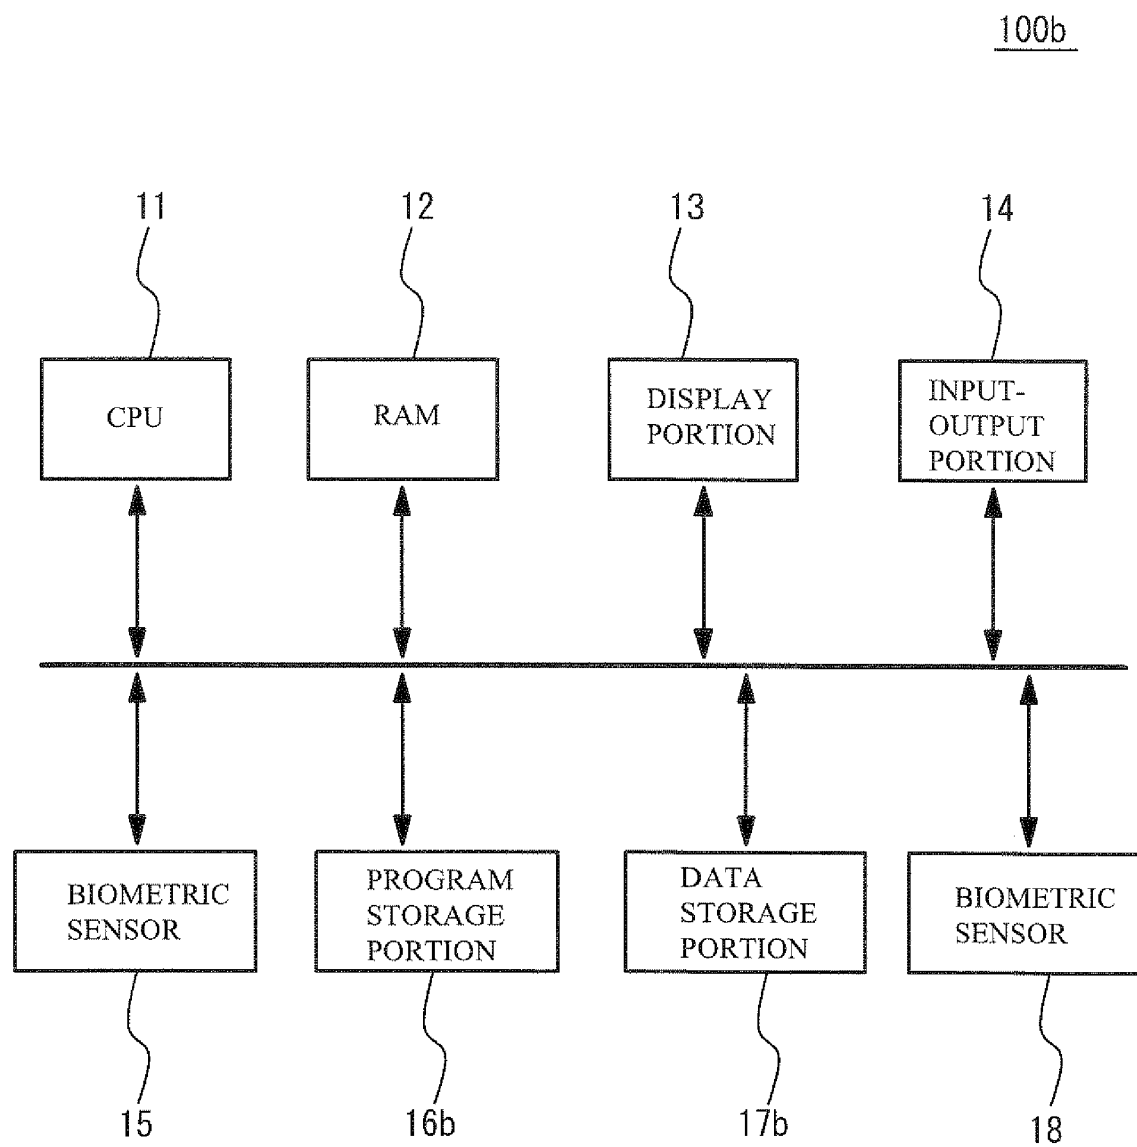 100b
11
12
13
14
CPU
RAM
DISPLAY
PORTION
INPUT-
OUTPUT
PORTION
BIOMETRIC
SENSOR
PROGRAM
STORAGE
PORTION
DATA
STORAGE
PORTION
BIOMETRIC
SENSOR
15
16b
17b
18